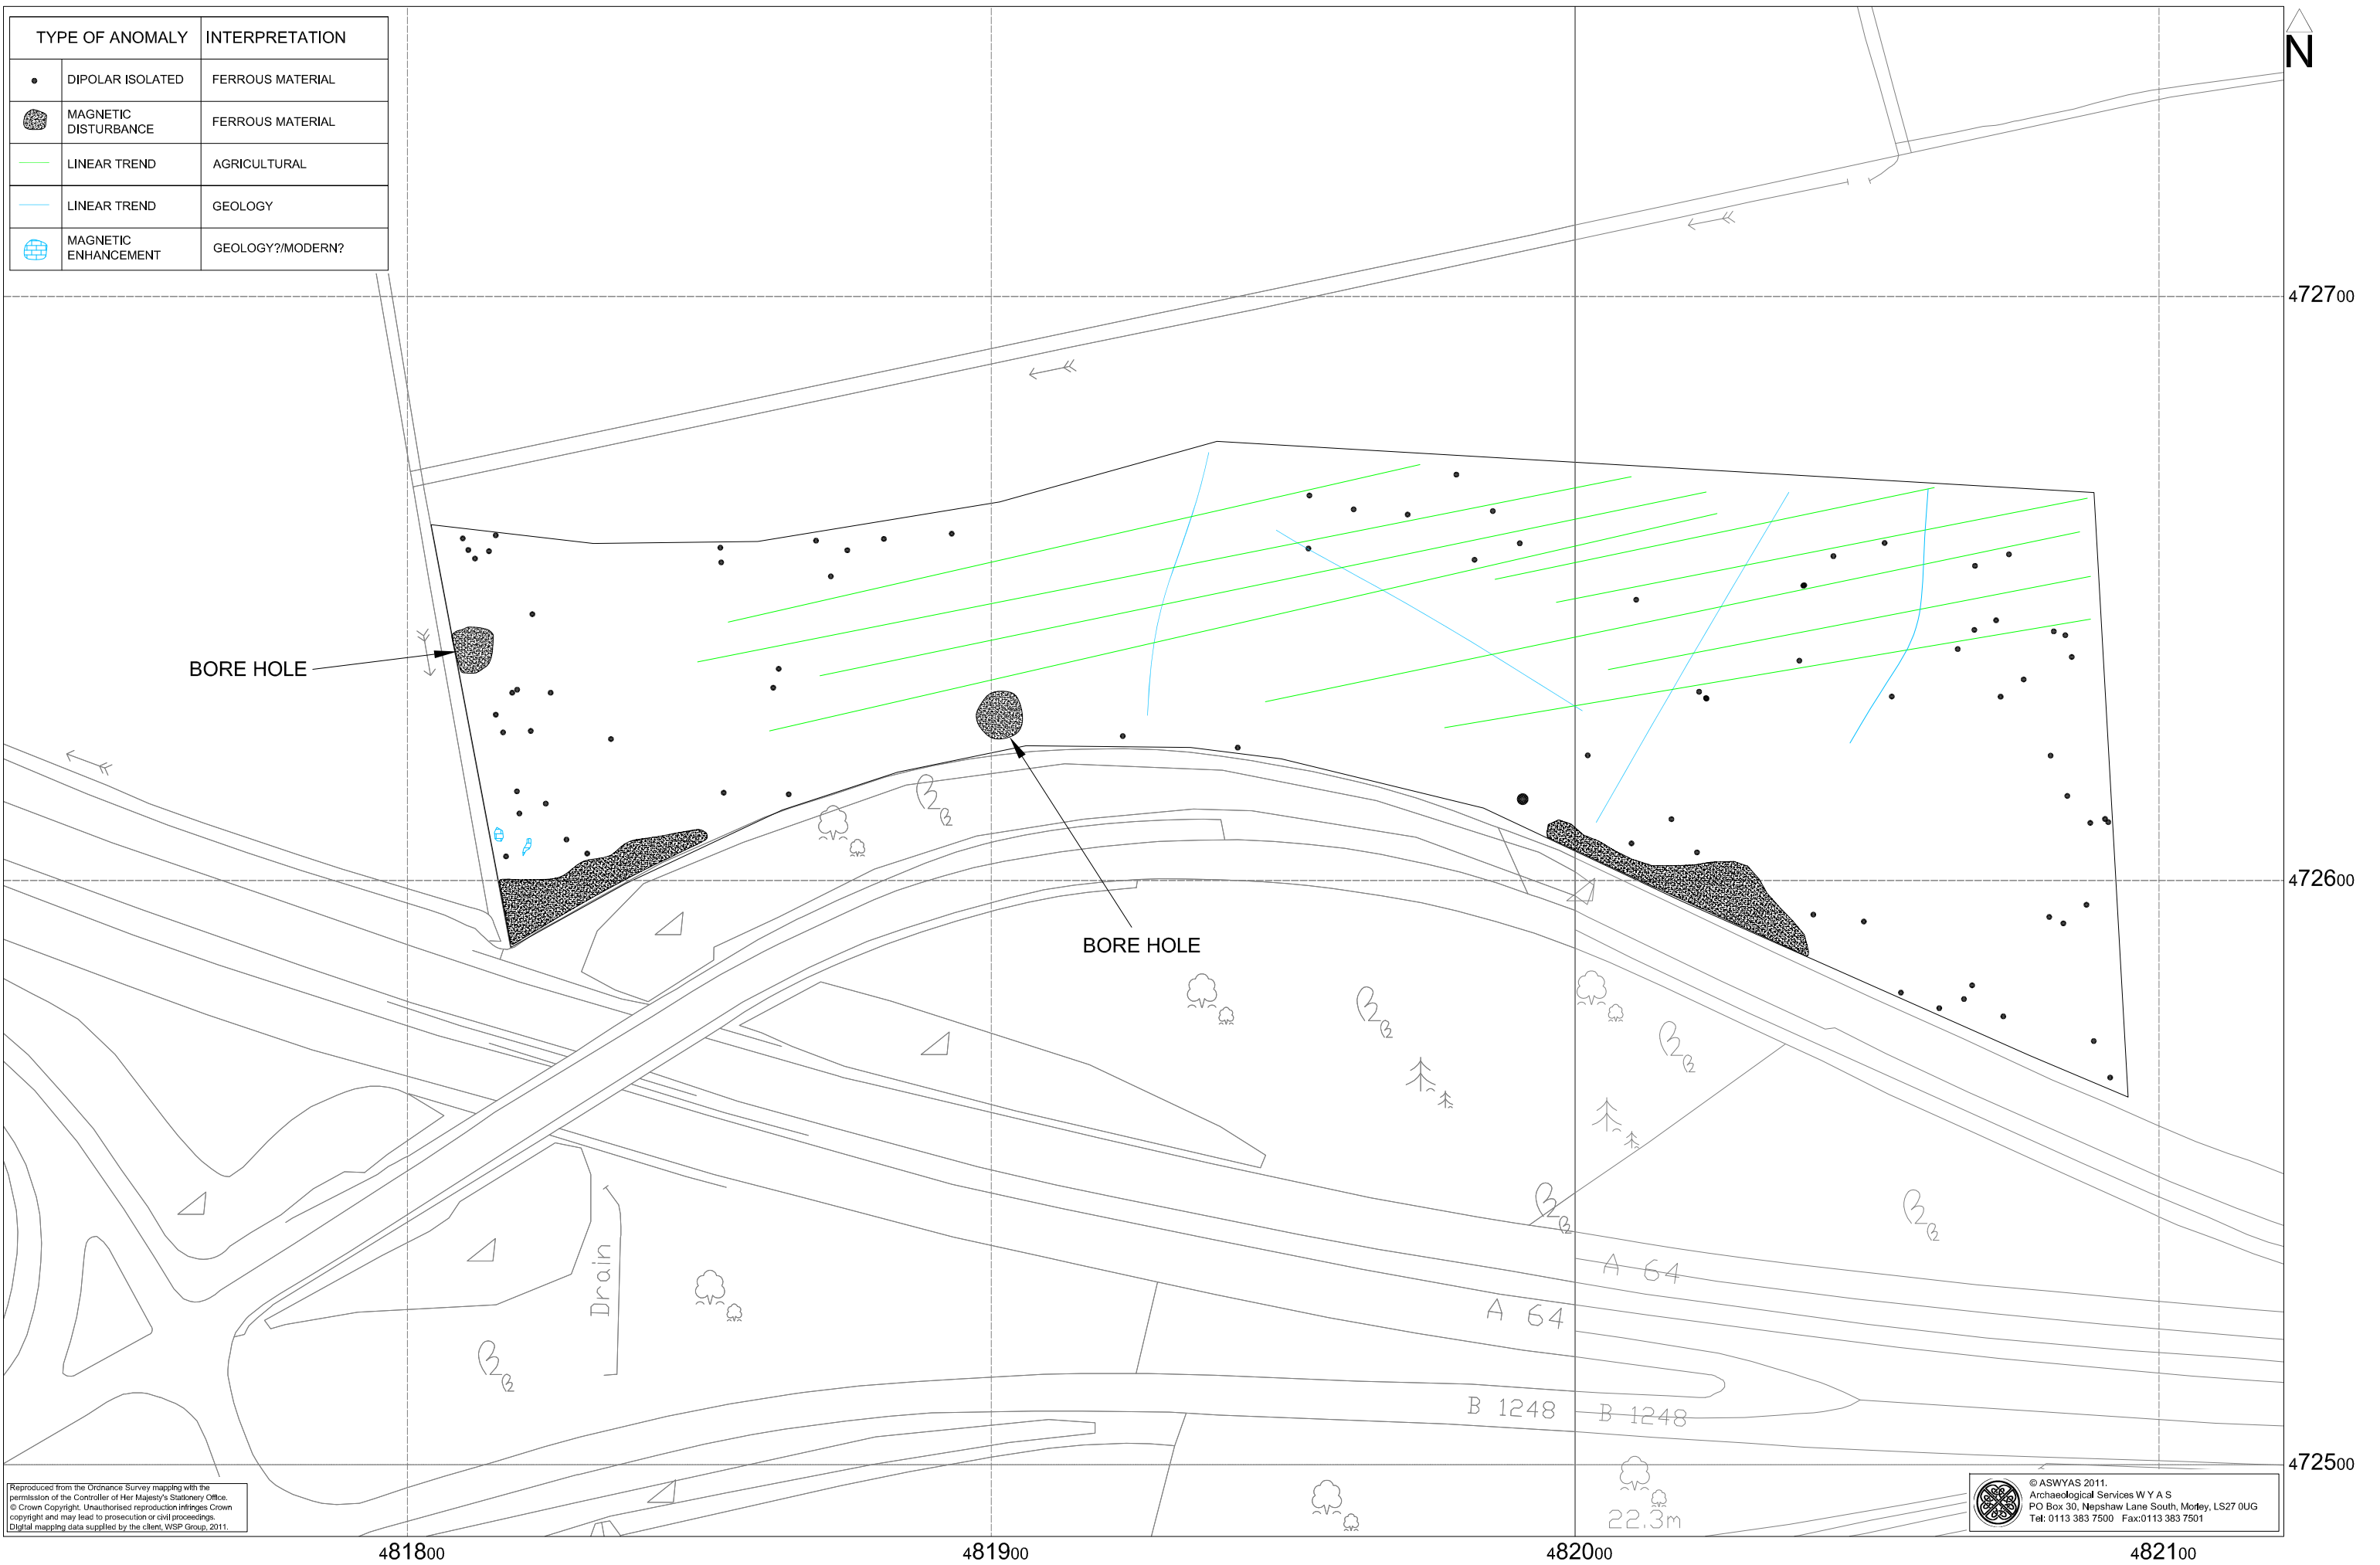 TYPE OF ANOMALY INTERPRETATION
DIPOLAR ISOLATED FERROUS MATERIAL
MAGNETIC
DISTURBANCE
FERROUS MATERIAL
LINEAR TREND AGRICULTURAL
LINEAR TREND GEOLOGY
MAGNETIC
ENHANCEMENT
GEOLOGY?/MODERN?
N
472700
BORE HOLE
472600
BORE HOLE
Drain
A 64
A 64
B 1248
B 1248
472500
22.3m
Reproduced from the Ordnance Survey mapping with the
permission of the Controller of Her Majesty's Stationery Office.
© Crown Copyright. Unauthorised reproduction infringes Crown
copyright and may lead to prosecution or civil proceedings.
Digital mapping data supplied by the client, WSP Group, 2011.
© ASWYAS 2011.
Archaeological Services W Y A S
PO Box 30, Nepshaw Lane South, Morley, LS27 0UG
Tel: 0113 383 7500 Fax:0113 383 7501
481800
481900
482000
482100